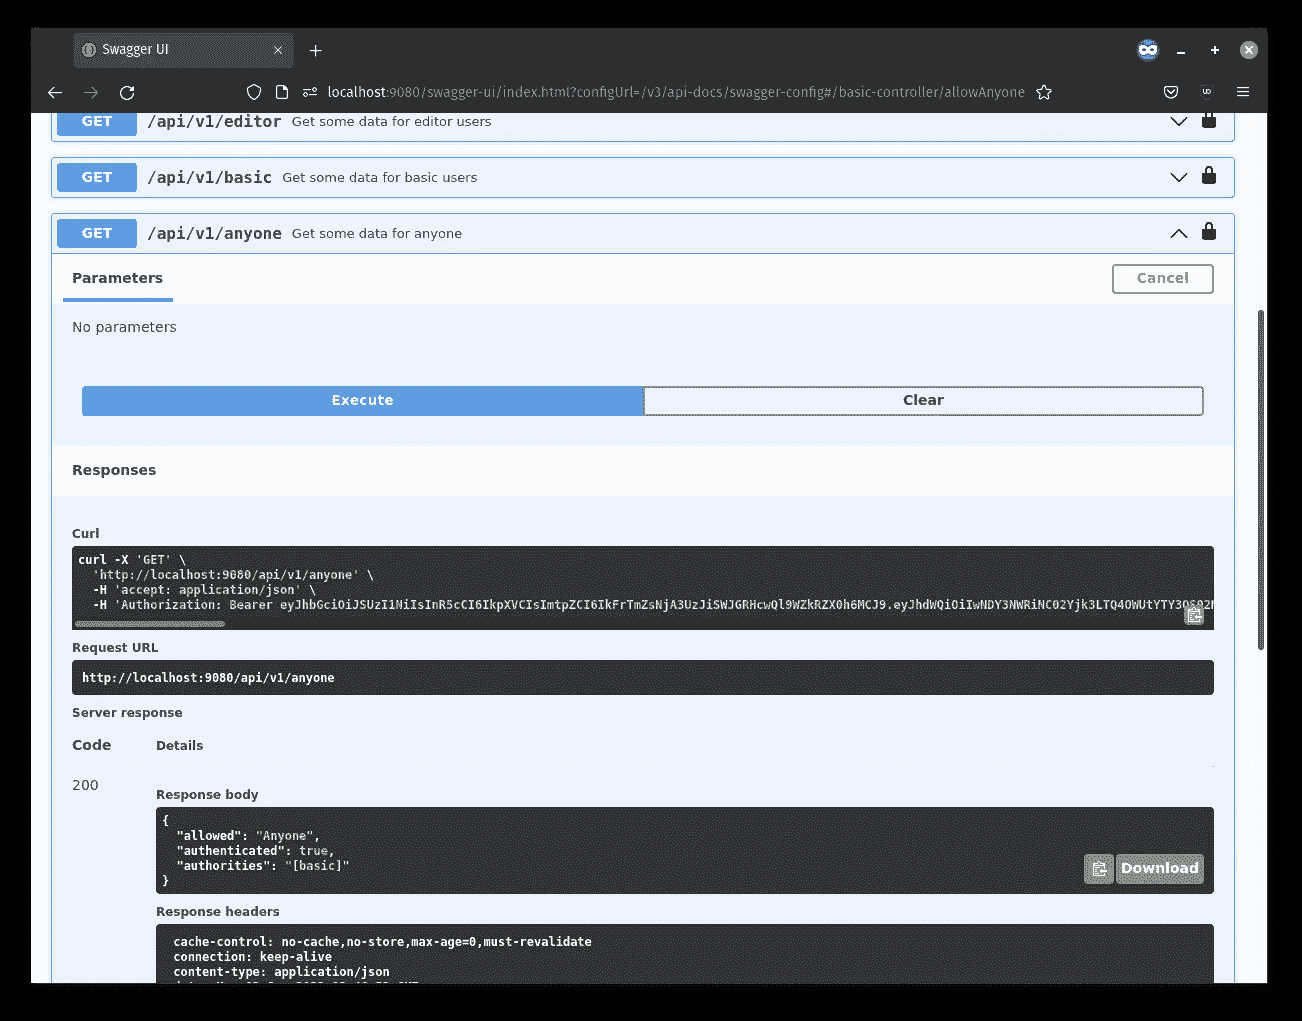 Swagger UI
localhost:9080/swagger-ui/index.html?configUrl=/v3/api-docs/swagger-config#/basic-controller/allowAnyone
GET /api/v1/editor Get some data for editor users
GET /api/v1/basic Get some data for basic users
GET /api/v1/anyone Get some data for anyone
Parameters
Cancel
No parameters
Execute
Clear
Responses
Curl
curl -X 'GET' \
'http://localhost:9080/api/v1/anyone' \
-H 'accept: application/json' \
-H 'Authorization: Bearer
Request URL
http://localhost:9080/api/v1/anyone
Server response
Code
Details
200
Response body
{
"allowed": "Anyone",
"authenticated": true,
"authorities": "[basic]"
}
Download
Response headers
cache-control: no-cache,no-store,max-age=0,must-revalidate
connection: keep-alive
content-type: application/json